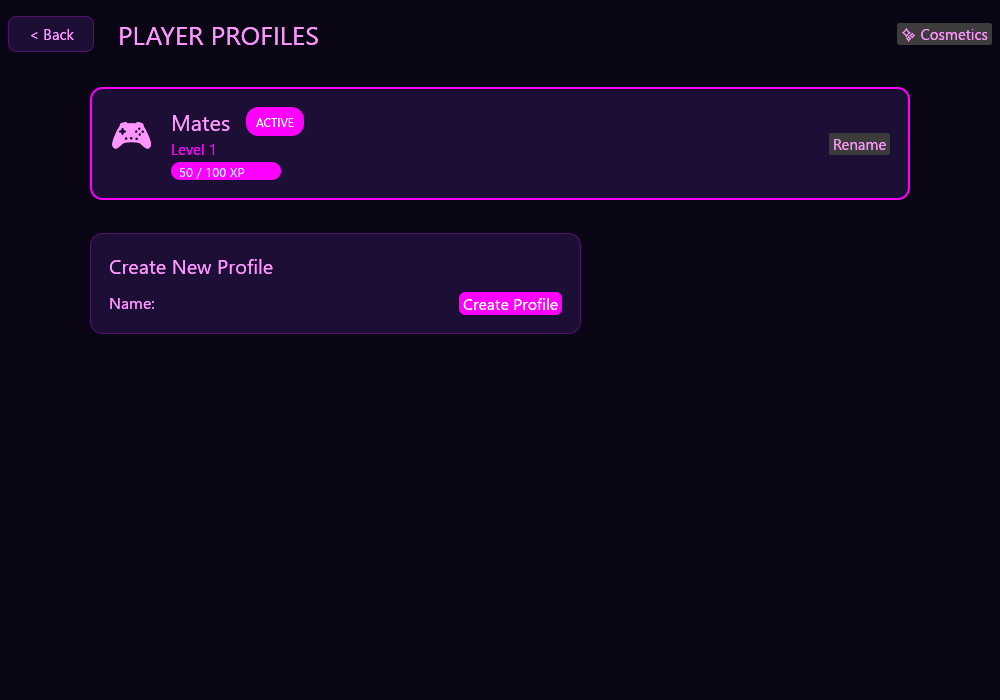 < Back
PLAYER PROFILES
Cosmetics
Mates
ACTIVE
Level 1
50 / 100 XP
Rename
Create New Profile
Name:
Create Profile